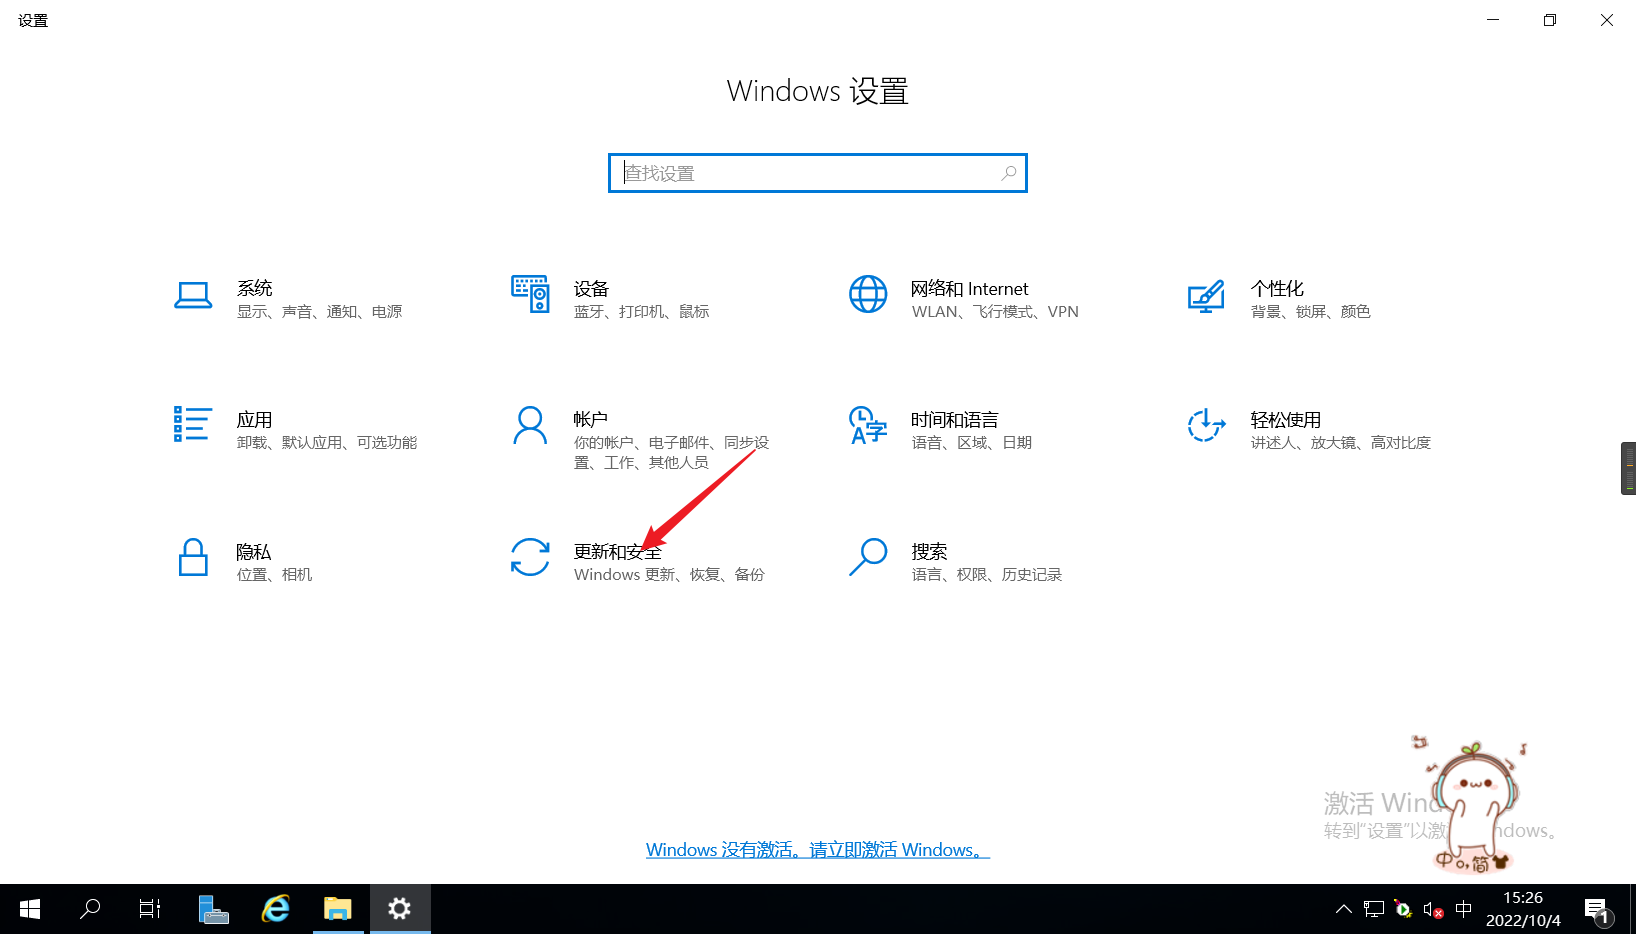 设置
Windows 设置
查找设置
系统
显示、声音、通知、电源
设备
蓝牙、打印机、鼠标
网络和 Internet
WLAN、飞行模式、VPN
个性化
背景、锁屏、颜色
应用
卸载、默认应用、可选功能
帐户
你的帐户、电子邮件、同步设
置、工作、其他人员
时间和语言
语音、区域、日期
轻松使用
讲述人、放大镜、高对比度
隐私
位置、相机
更新和安全
Windows 更新、恢复、备份
搜索
语言、权限、历史记录
激活 Wind
转到“设置”以激 ndows。
中 简
Windows 没有激活。请立即激活 Windows。
中
15:26
2022/10/4
1